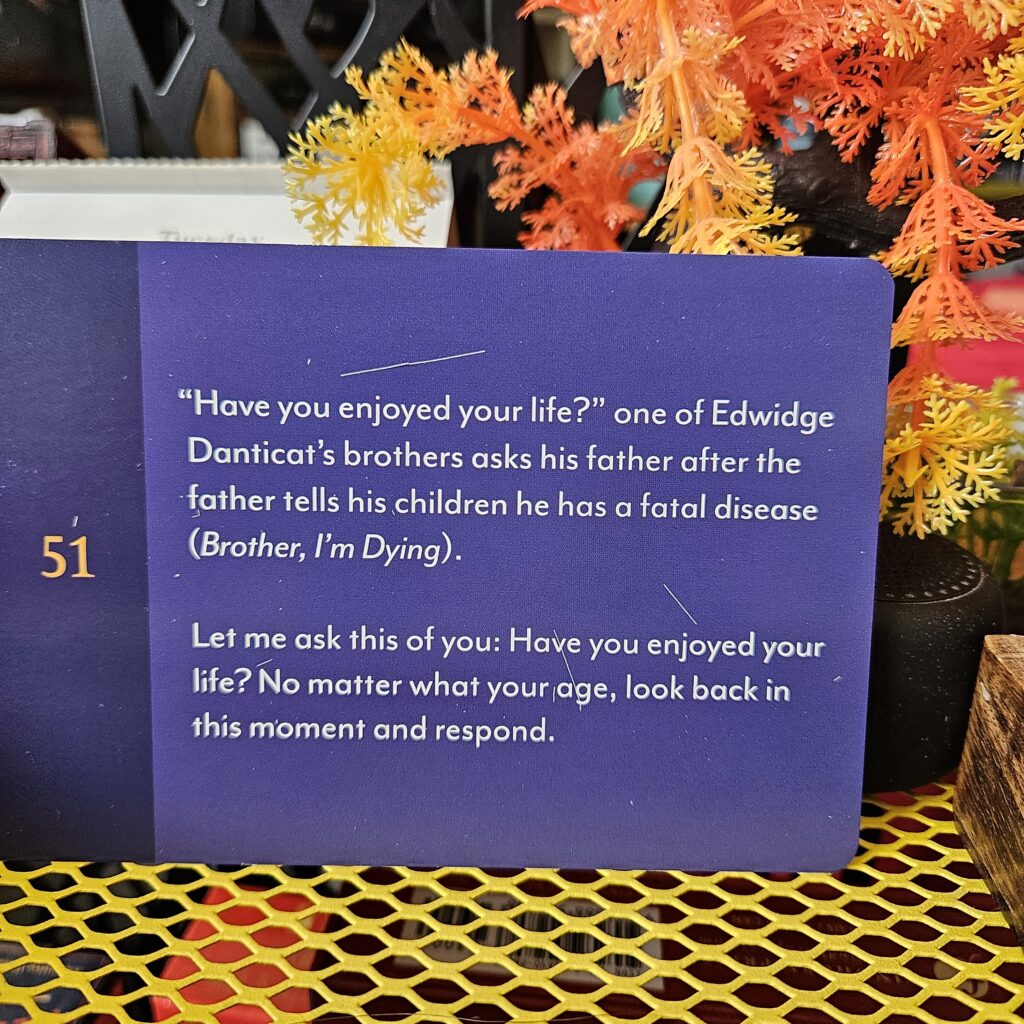 Tuesday
51
“Have you enjoyed your life?” one of Edwidge
Danticat’s brothers asks his father after the
father tells his children he has a fatal disease
(Brother, I’m Dying).
Let me ask this of you: Have you enjoyed your
life? No matter what your age, look back in
this moment and respond.